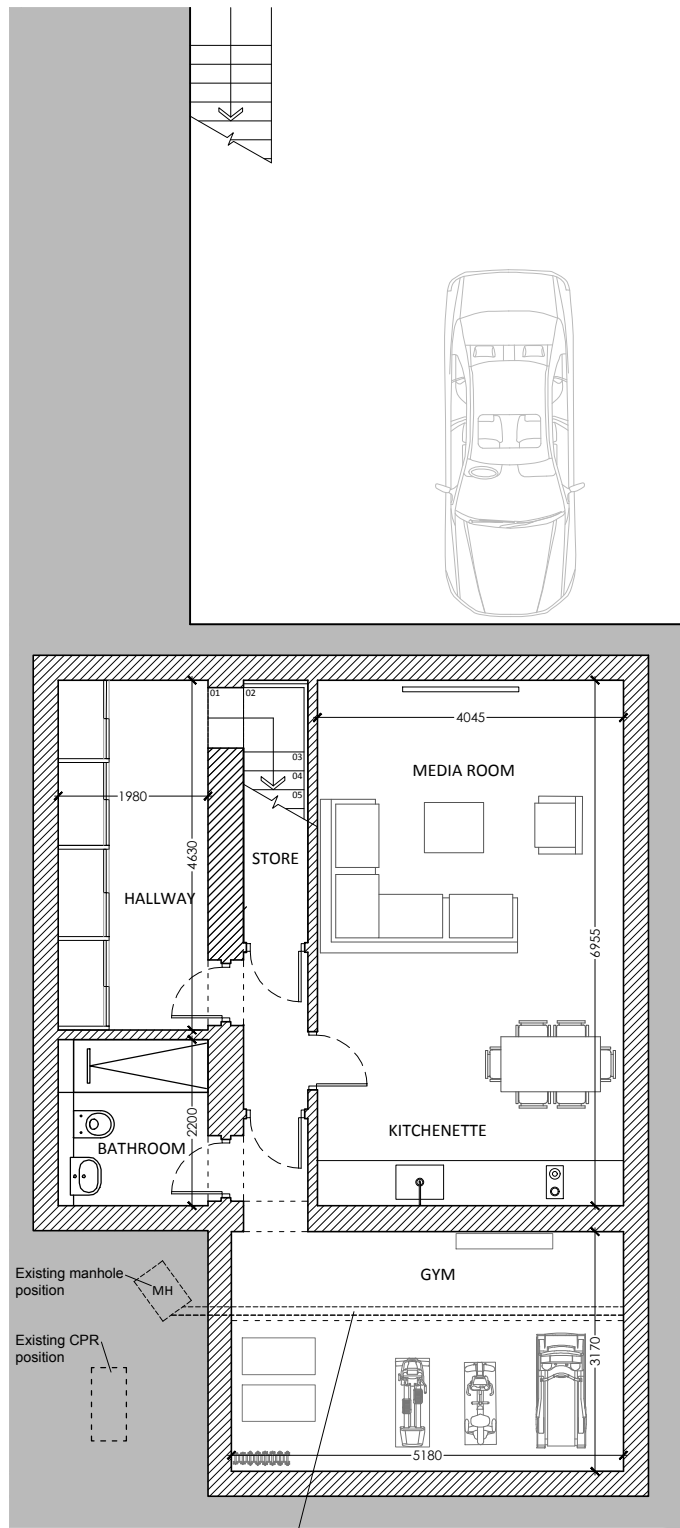 01 02
03
04
05
4045
MEDIA ROOM
1980
4630
STORE
HALLWAY
6955
2200
BATHROOM
KITCHENETTE
Existing manhole
position
MH
GYM
Existing CPR
position
3170
5180